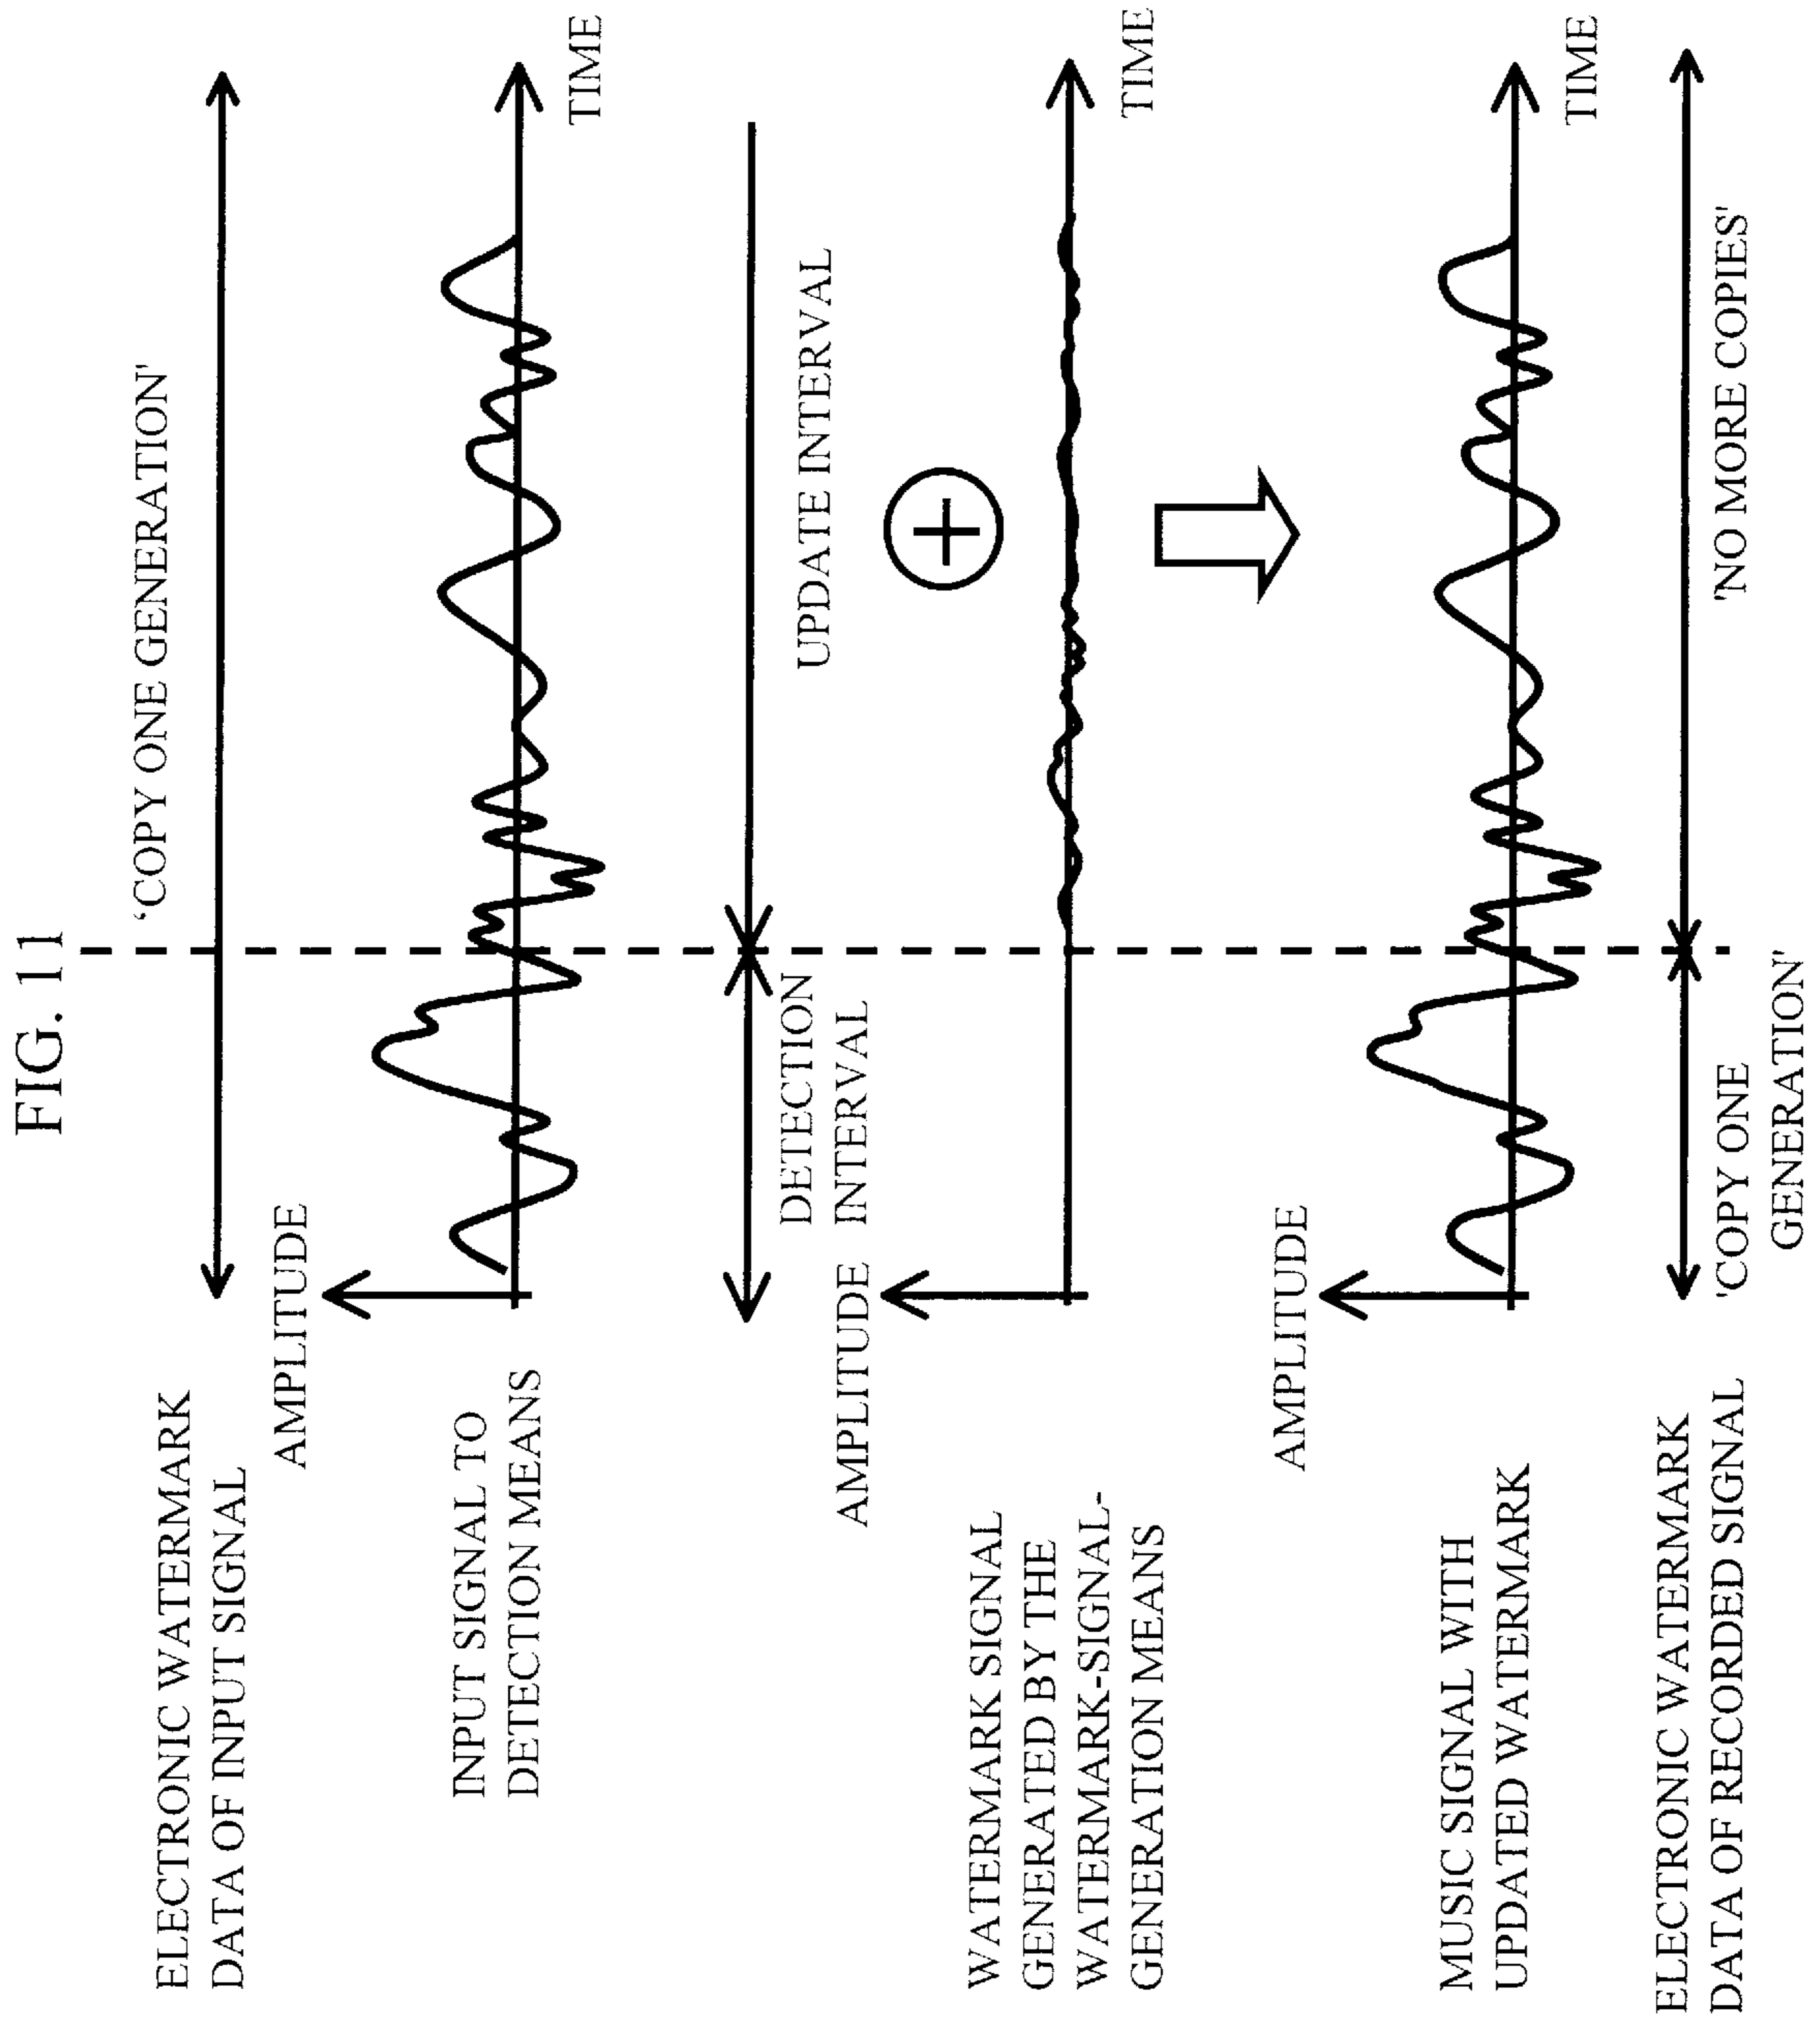 FIG. 11
'COPY ONE GENERATION'
ELECTRONIC WATERMARK
DATA OF INPUT SIGNAL
AMPLITUDE
INPUT SIGNAL TO
DETECTION MEANS
TIME
DETECTION
INTERVAL
UPDATE INTERVAL
AMPLITUDE
WATERMARK SIGNAL
GENERATED BY THE
WATERMARK-SIGNAL-
GENERATION MEANS
TIME
AMPLITUDE
MUSIC SIGNAL WITH
UPDATED WATERMARK
TIME
ELECTRONIC WATERMARK
DATA OF RECORDED SIGNAL
'COPY ONE
GENERATION'
'NO MORE COPIES'